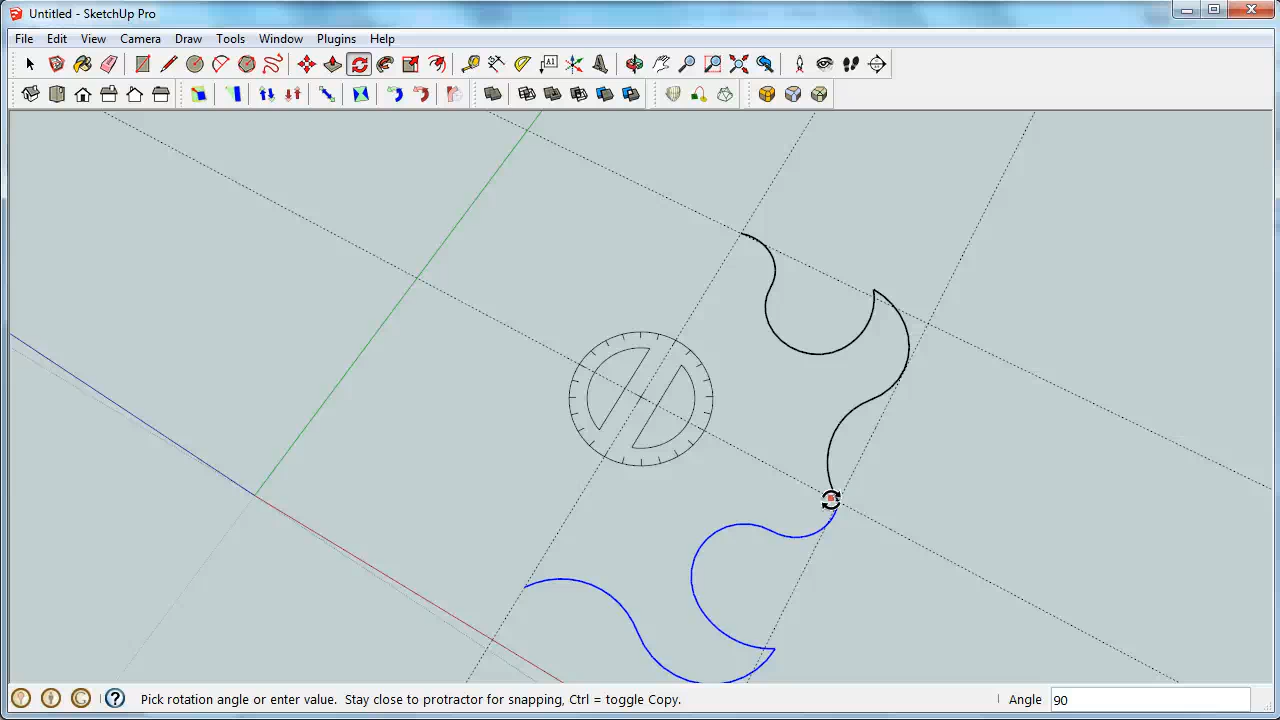 Untitled - SketchUp Pro
File Edit View Camera Draw Tools Window Plugins Help
A1
Pick rotation angle or enter value. Stay close to protractor for snapping, Ctrl = toggle Copy. Angle 90